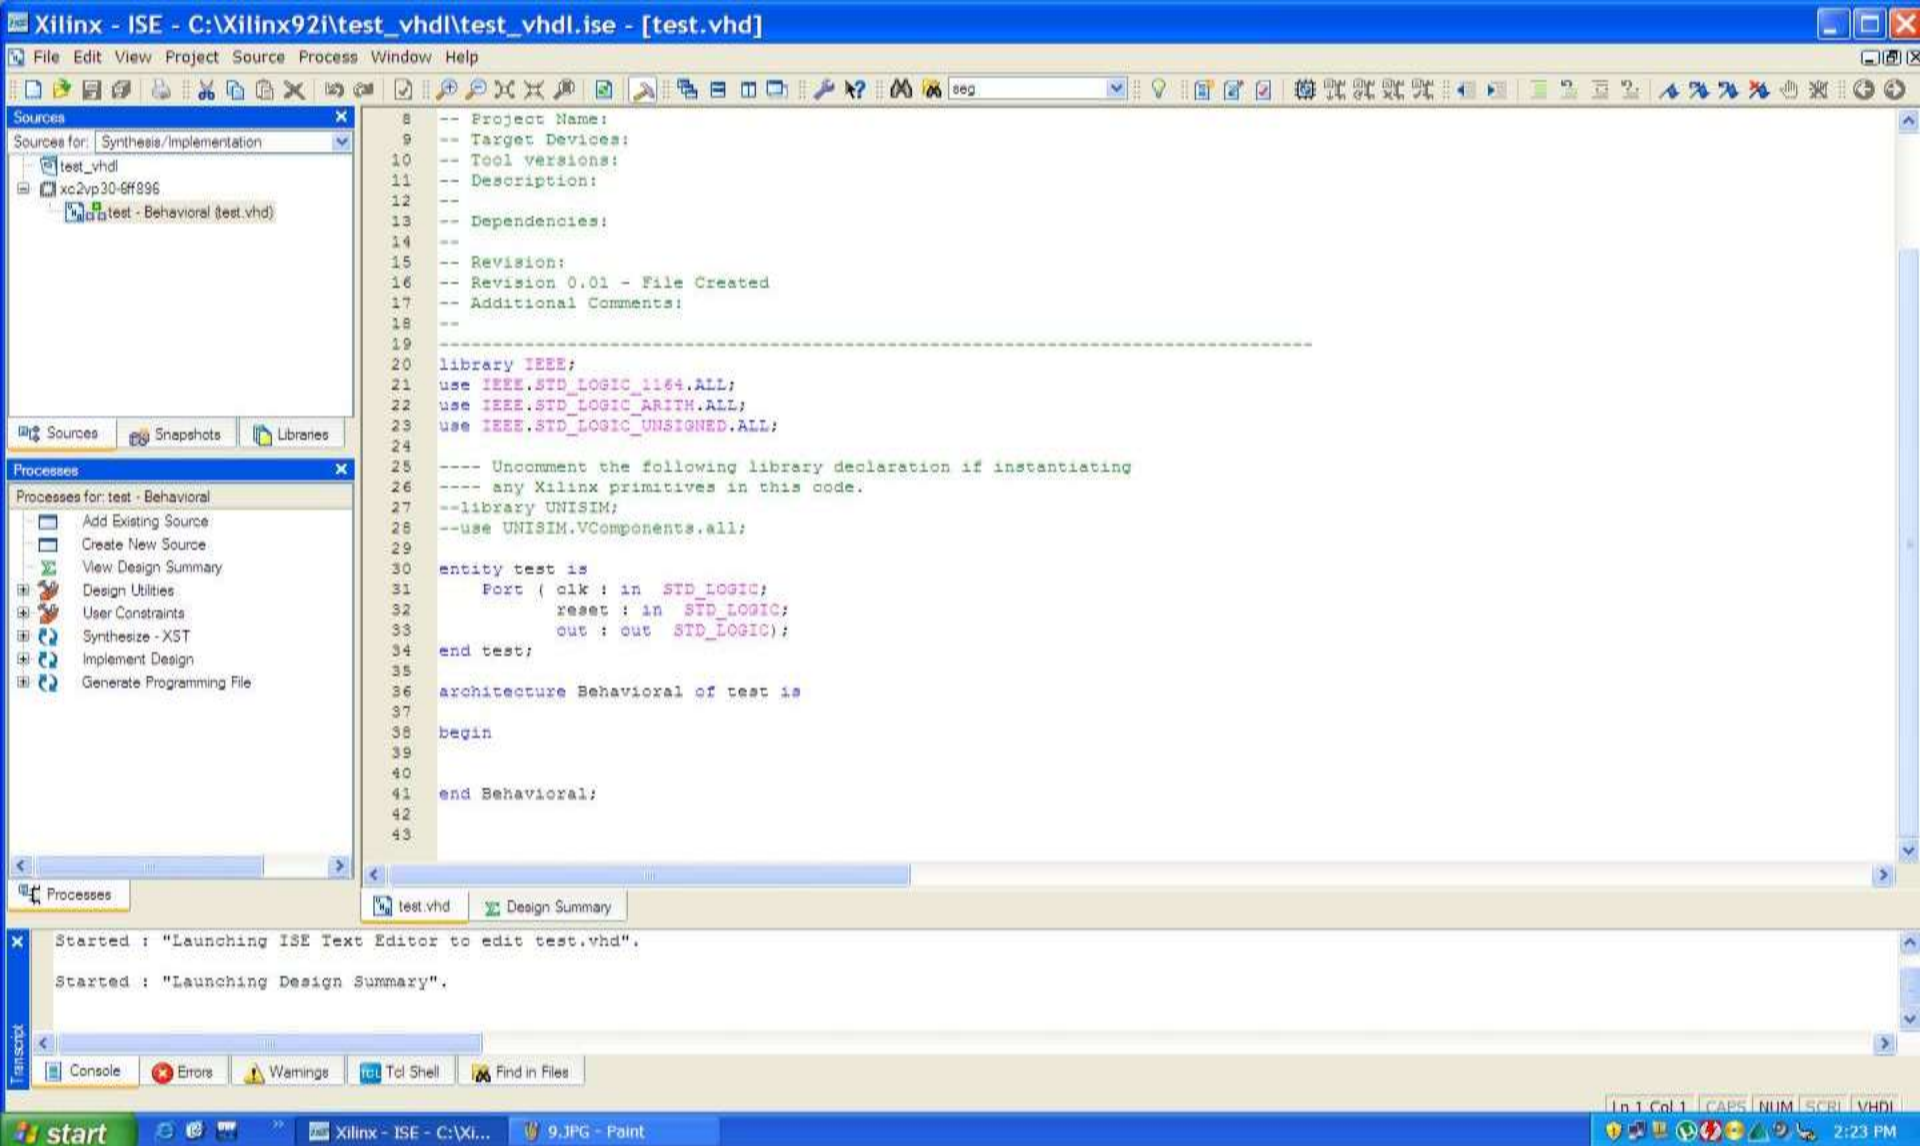 Xilinx - ISE - C:\Xilinx92i\test_vhdl\test_vhdl.ise - [test.vhd]
File Edit View Project Source Process Window Help
seg
Sources
Sources for: Synthesis/Implementation
test_vhdl
xc2vp30-6ff896
test - Behavioral (test.vhd)
Sources Snapshots Libraries
Processes
Processes for: test - Behavioral
Add Existing Source
Create New Source
View Design Summary
Design Utilities
User Constraints
Synthesize - XST
Implement Design
Generate Programming File
Processes
8 -- Project Name:
9 -- Target Devices:
10 -- Tool versions:
11 -- Description:
12 --
13 -- Dependencies:
14 --
15 -- Revision:
16 -- Revision 0.01 - File Created
17 -- Additional Comments:
18 --
19 ----------------------------------------------------------------------------------
20 library IEEE;
21 use IEEE.STD_LOGIC_1164.ALL;
22 use IEEE.STD_LOGIC_ARITH.ALL;
23 use IEEE.STD_LOGIC_UNSIGNED.ALL;
24
25 ---- Uncomment the following library declaration if instantiating
26 ---- any Xilinx primitives in this code.
27 --library UNISIM;
28 --use UNISIM.VComponents.all;
29
30 entity test is
31 Port ( clk : in STD_LOGIC;
32 reset : in STD_LOGIC;
33 out : out STD_LOGIC);
34 end test;
35
36 architecture Behavioral of test is
37
38 begin
39
40
41 end Behavioral;
42
43
test.vhd Design Summary
Started : "Launching ISE Text Editor to edit test.vhd".
Started : "Launching Design Summary".
Transcript
Console Errors Warnings Tcl Shell Find in Files
Ln 1 Col 1 CAPS NUM SCRL VHDL
start Xilinx - ISE - C:\Xi... 9.JPG - Paint 2:23 PM